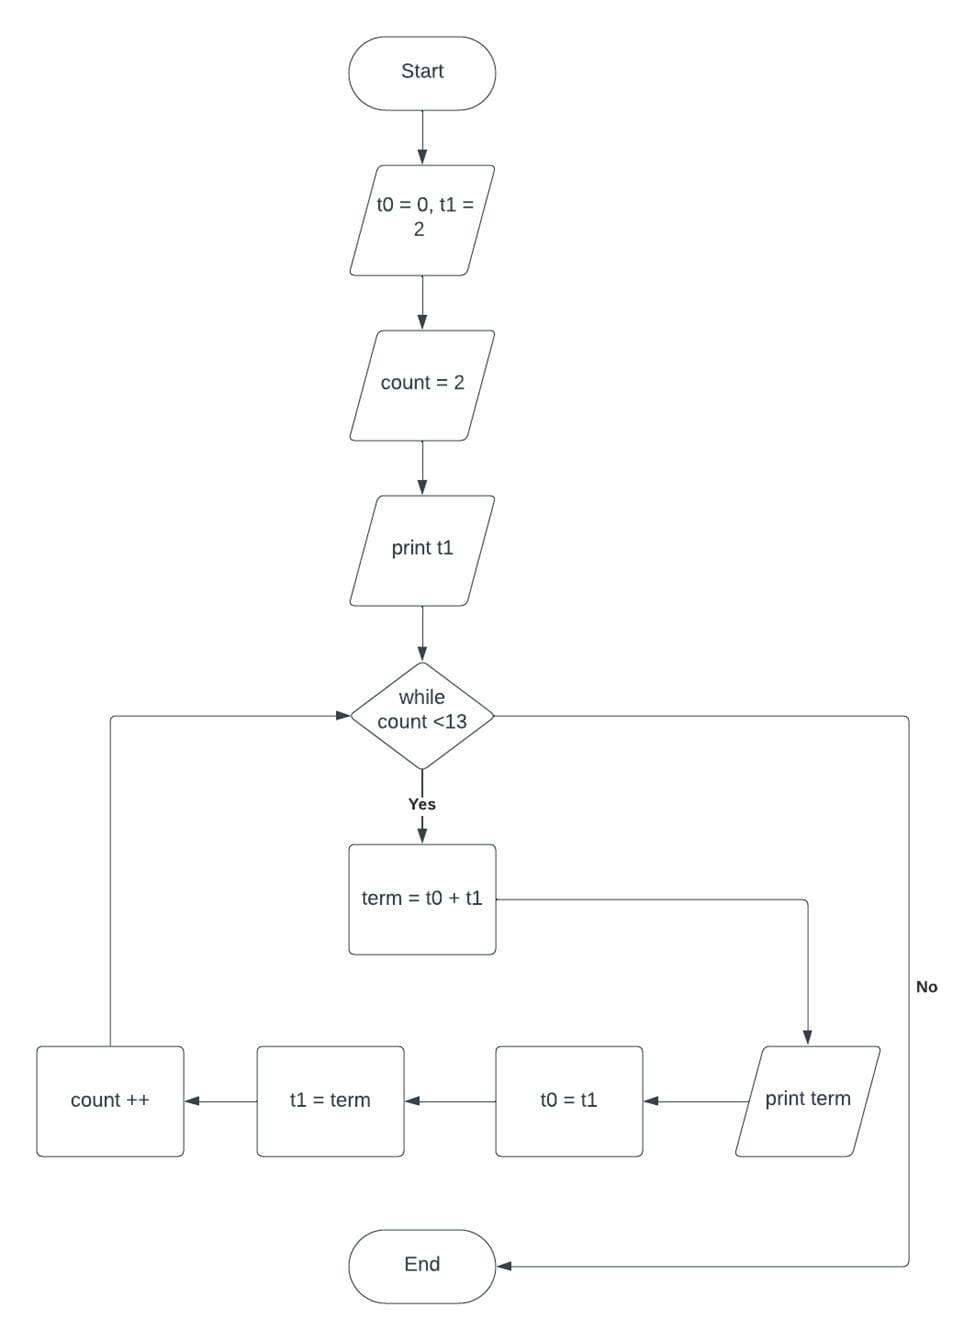 Start
t0 = 0, t1 =
2
count = 2
print t1
while
count <13
Yes
term = t0 + t1
No
count ++
t1 = term
t0 = t1
print term
End